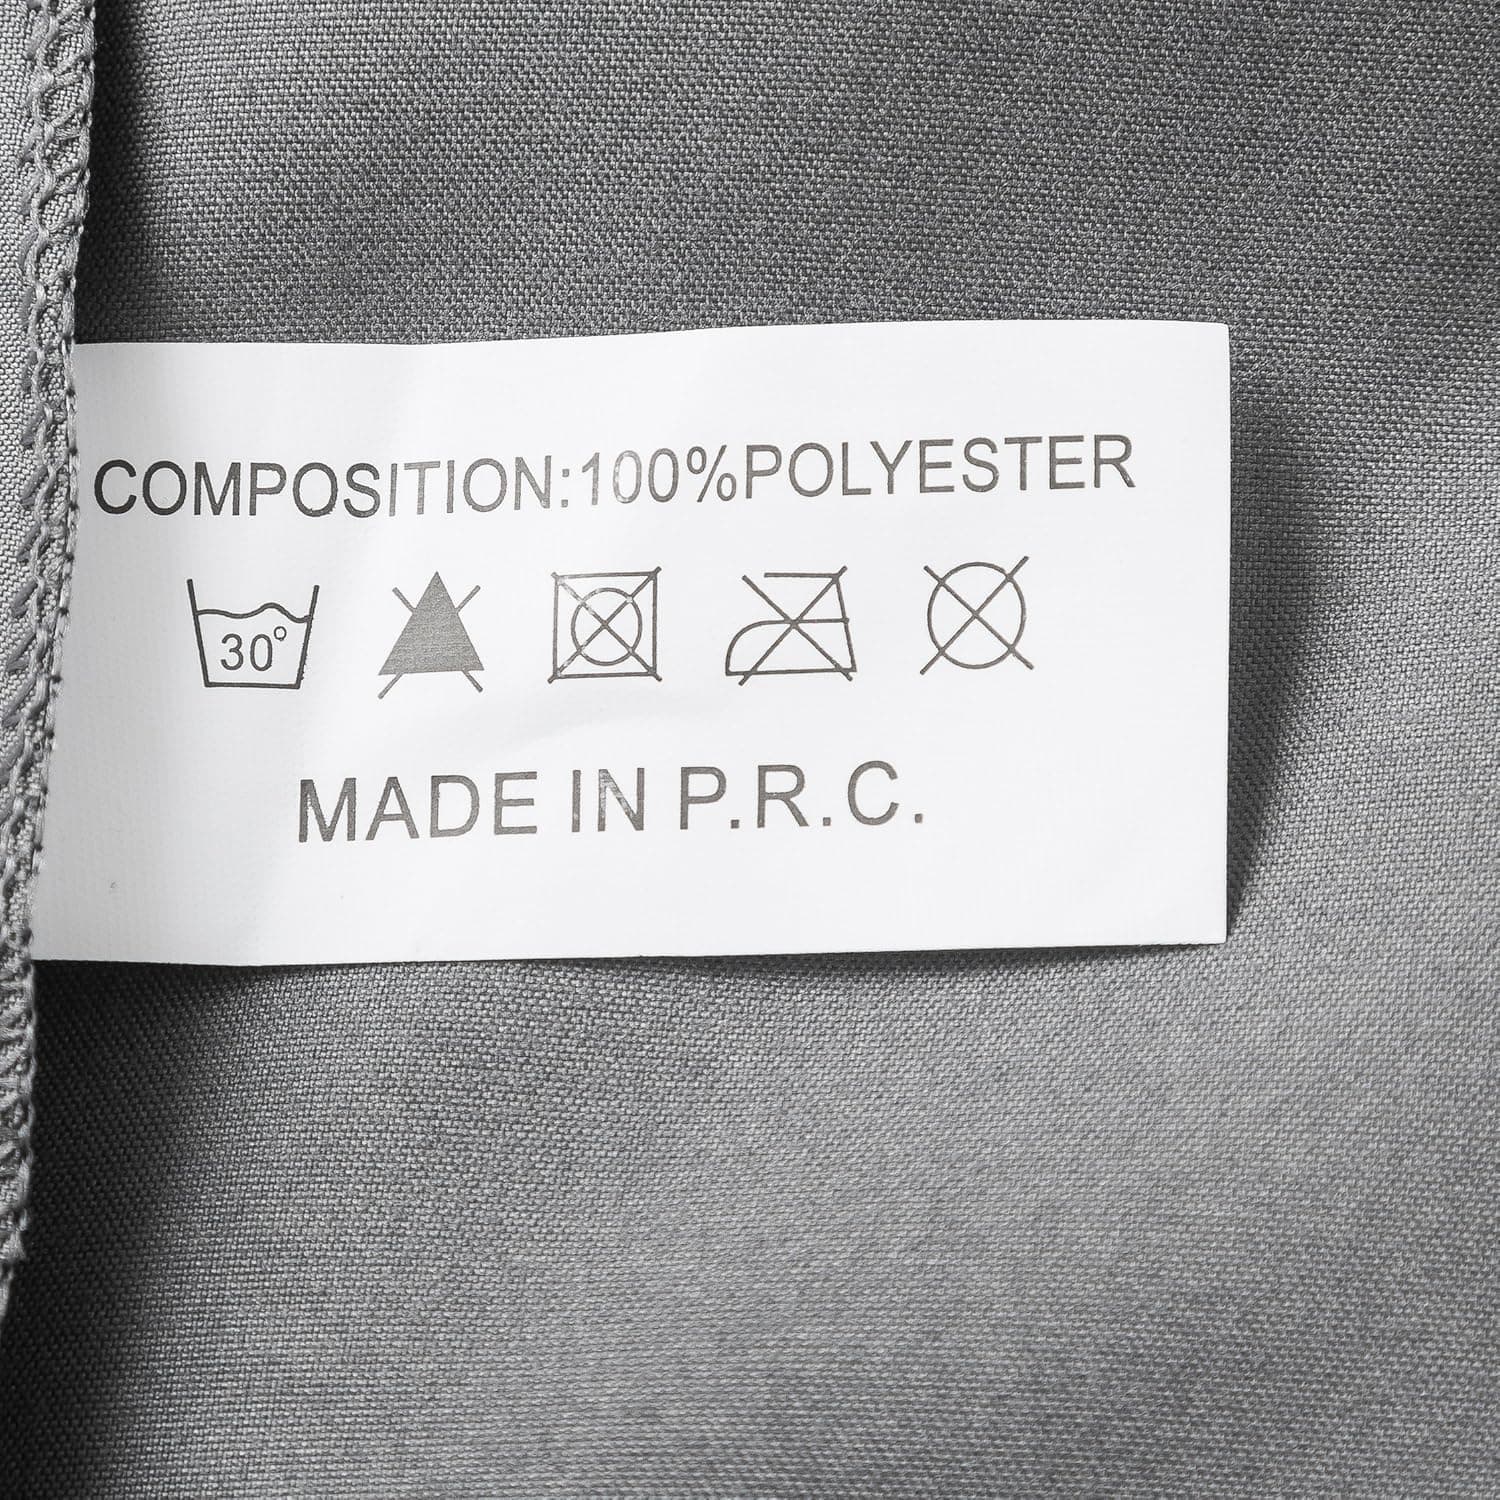 COMPOSITION:100%POLYESTER
30°
MADE IN P.R.C.